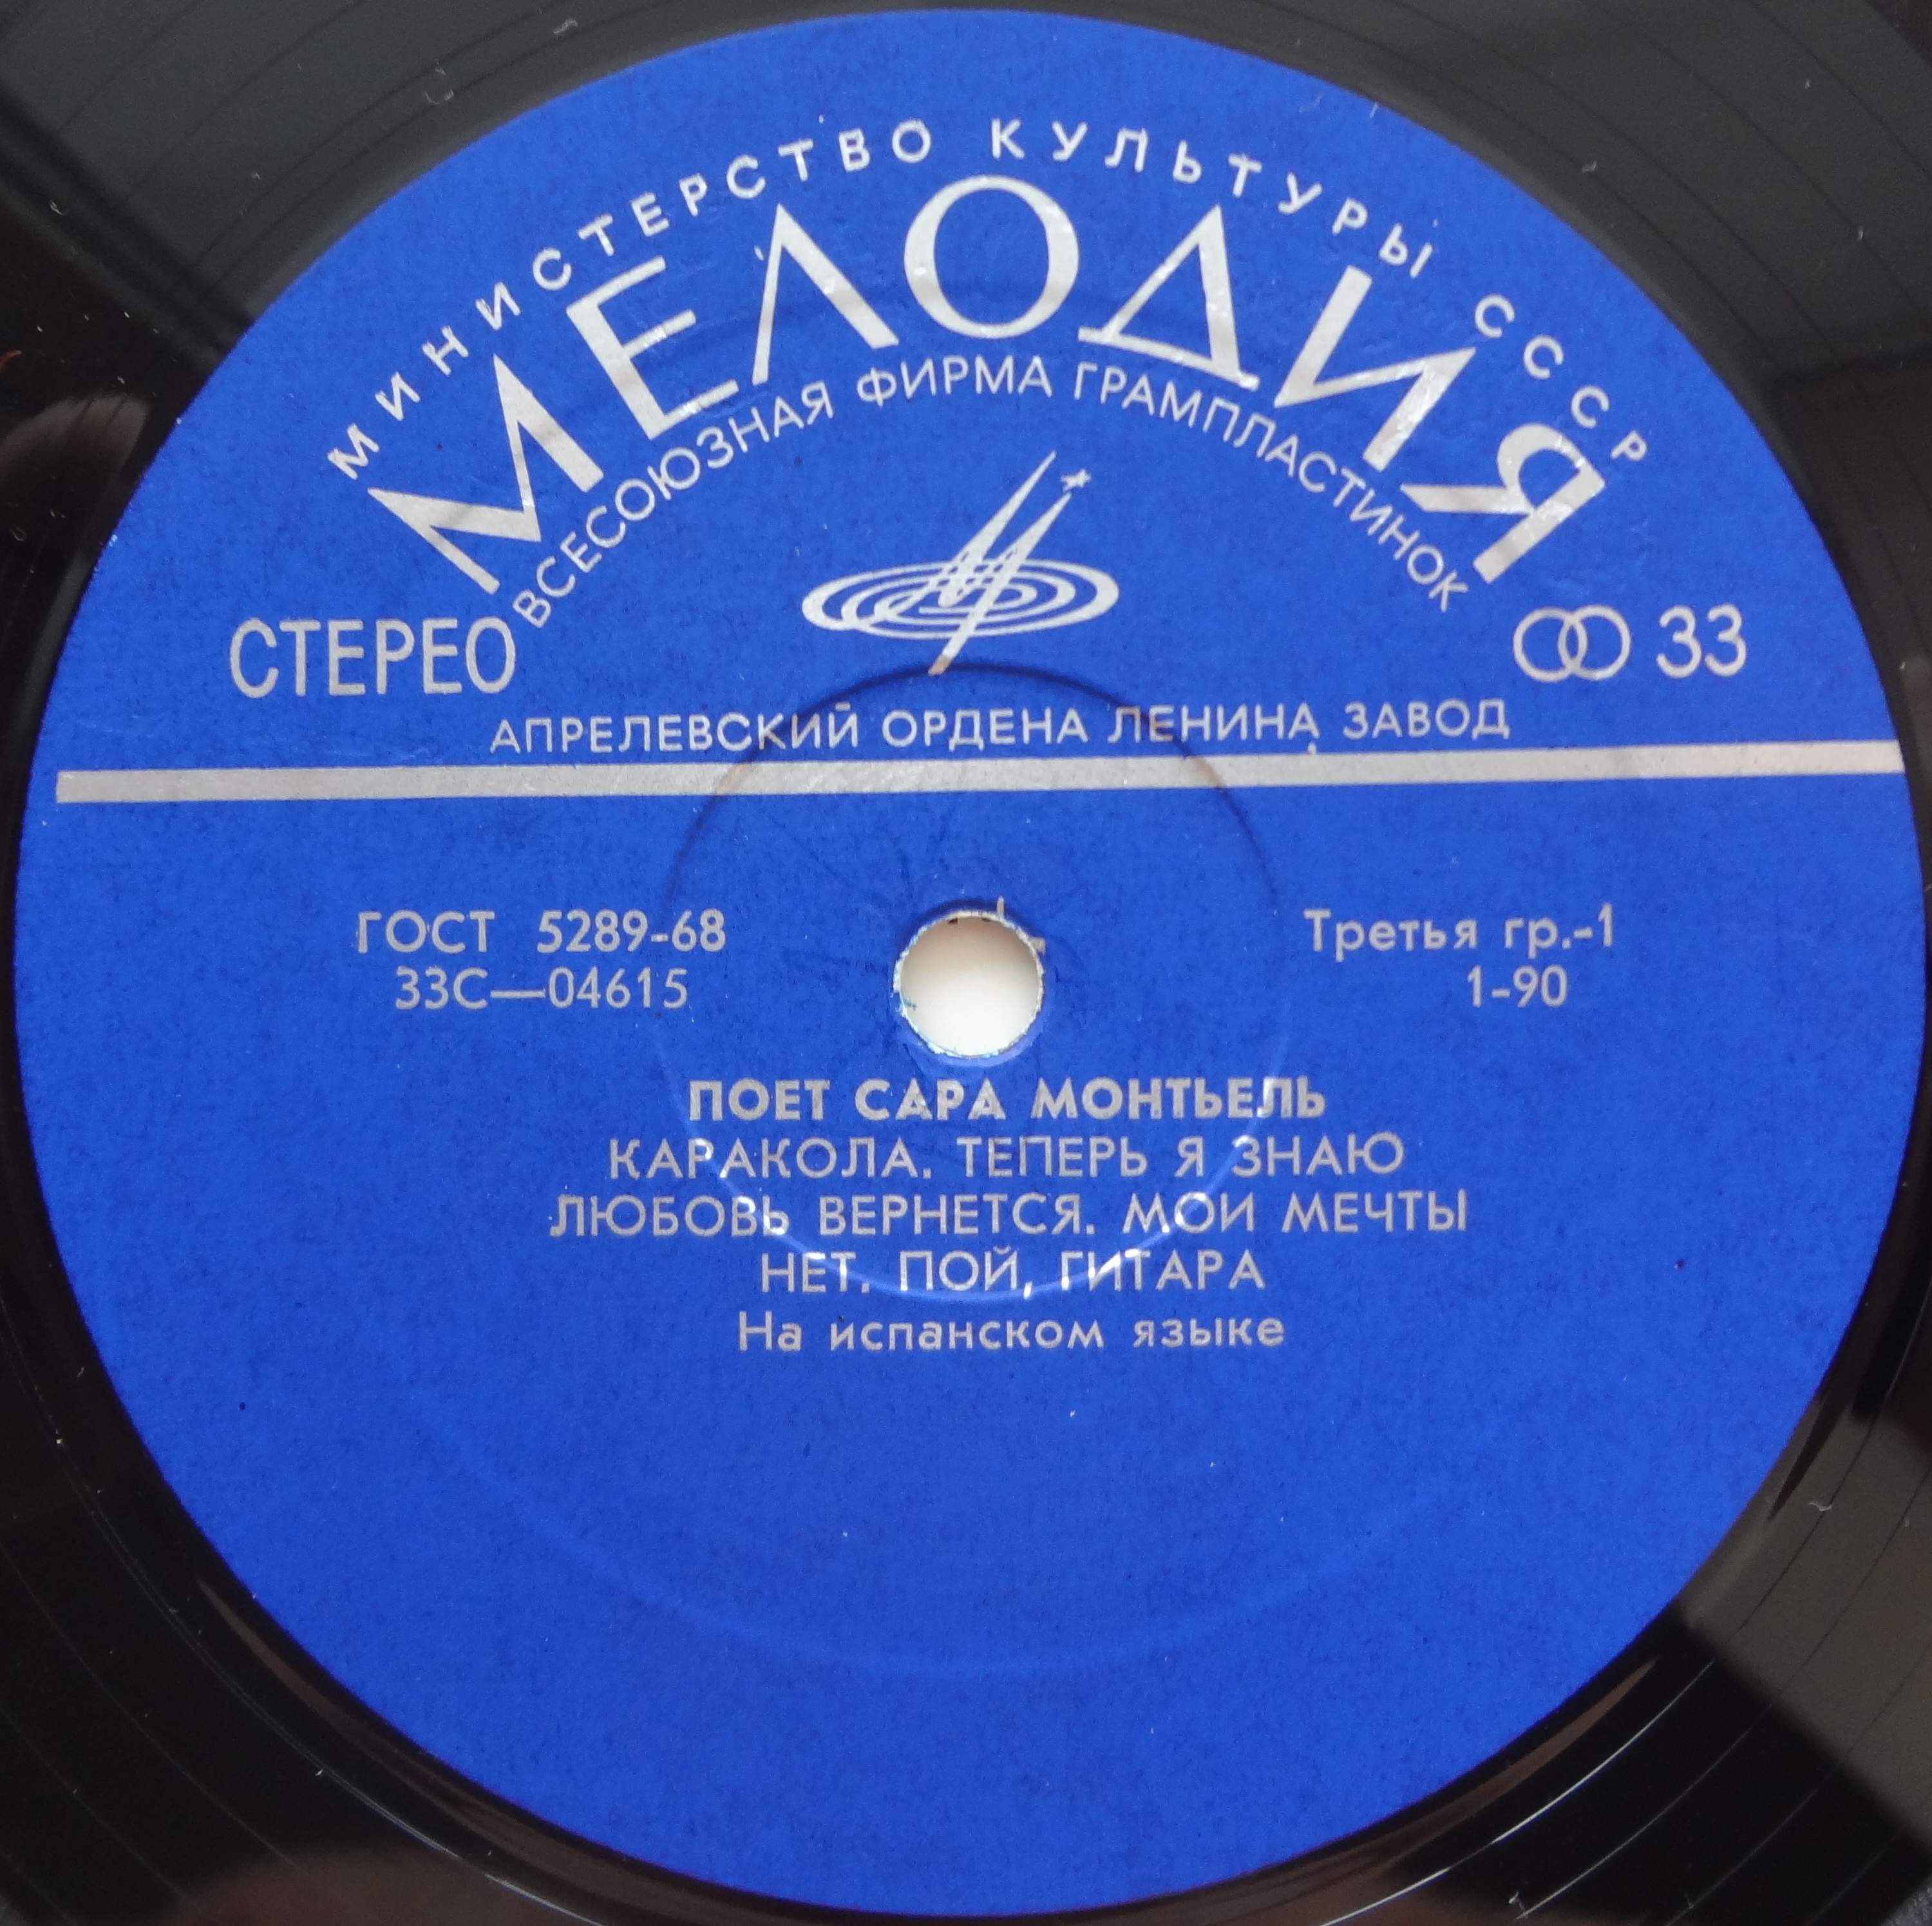 МИНИСТЕРСТВО КУЛЬТУРЫ СССР
МЕЛОДИЯ
ВСЕСОЮЗНАЯ ФИРМА ГРАМПЛАСТИНОК
СТЕРЕО
33
АПРЕЛЕВСКИЙ ОРДЕНА ЛЕНИНА ЗАВОД
ГОСТ 5289-68
33С—04615
Третья гр.-1
1-90
ПОЕТ САРА МОНТЬЕЛЬ
КАРАКОЛА. ТЕПЕРЬ Я ЗНАЮ
ЛЮБОВЬ ВЕРНЕТСЯ. МОИ МЕЧТЫ
НЕТ. ПОЙ, ГИТАРА
На испанском языке